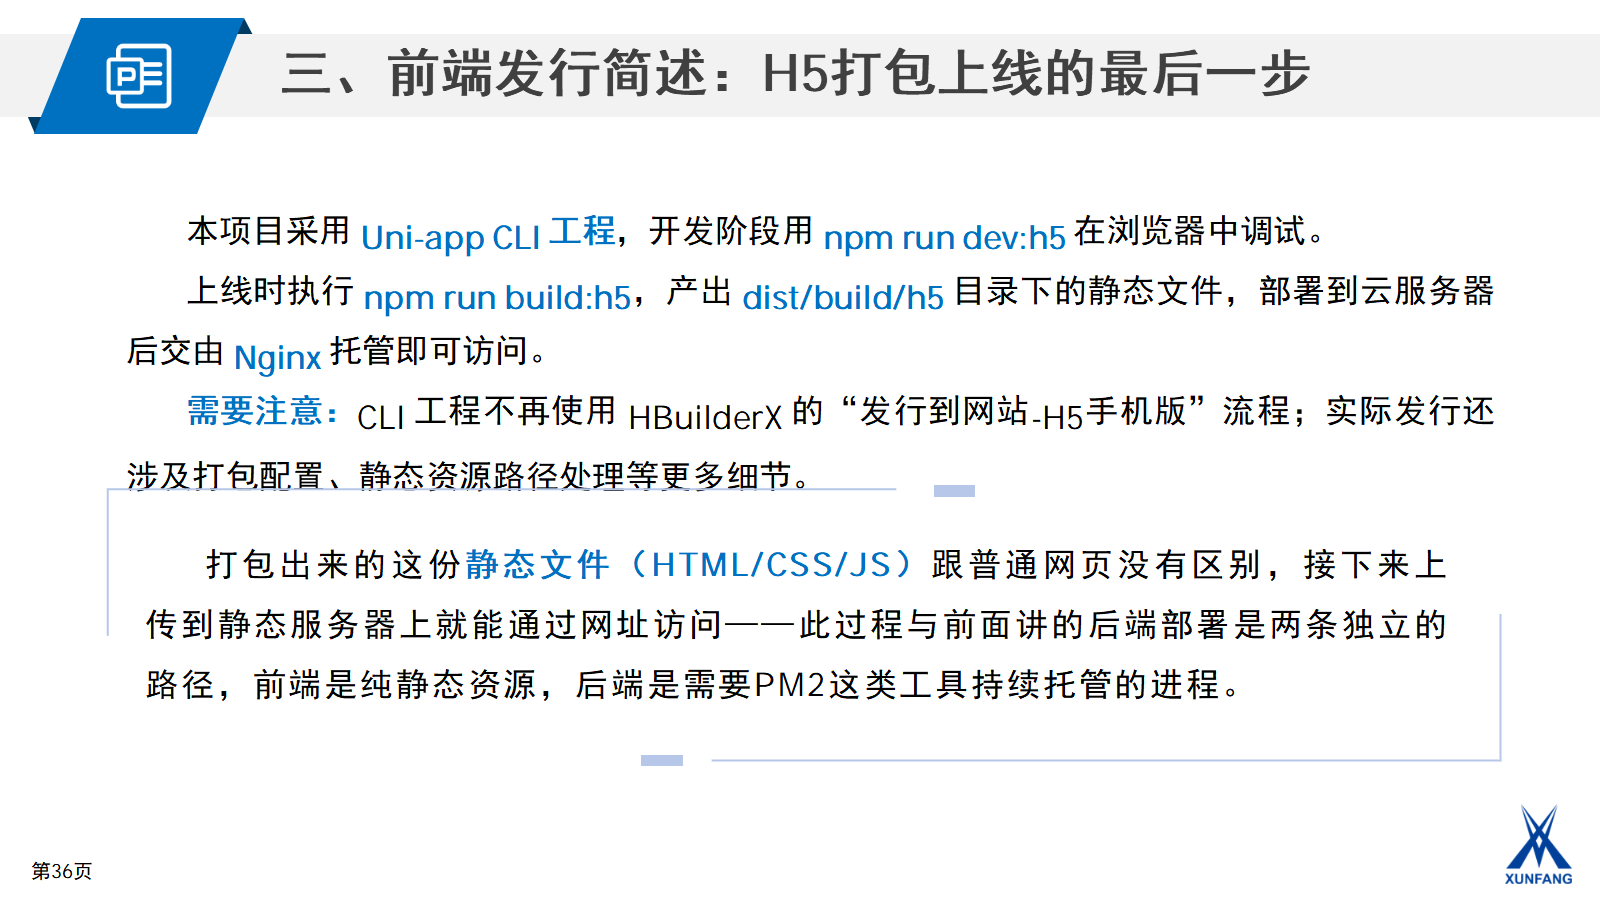 三、前端发行简述：H5打包上线的最后一步
本项目采用 Uni-app CLI 工程，开发阶段用 npm run dev:h5 在浏览器中调试。
上线时执行 npm run build:h5，产出 dist/build/h5 目录下的静态文件，部署到云服务器
后交由 Nginx 托管即可访问。
需要注意：CLI 工程不再使用 HBuilderX 的“发行到网站-H5手机版”流程；实际发行还
涉及打包配置、静态资源路径处理等更多细节。
打包出来的这份静态文件（HTML/CSS/JS）跟普通网页没有区别，接下来上
传到静态服务器上就能通过网址访问——此过程与前面讲的后端部署是两条独立的
路径，前端是纯静态资源，后端是需要PM2这类工具持续托管的进程。
第36页
XUNFANG